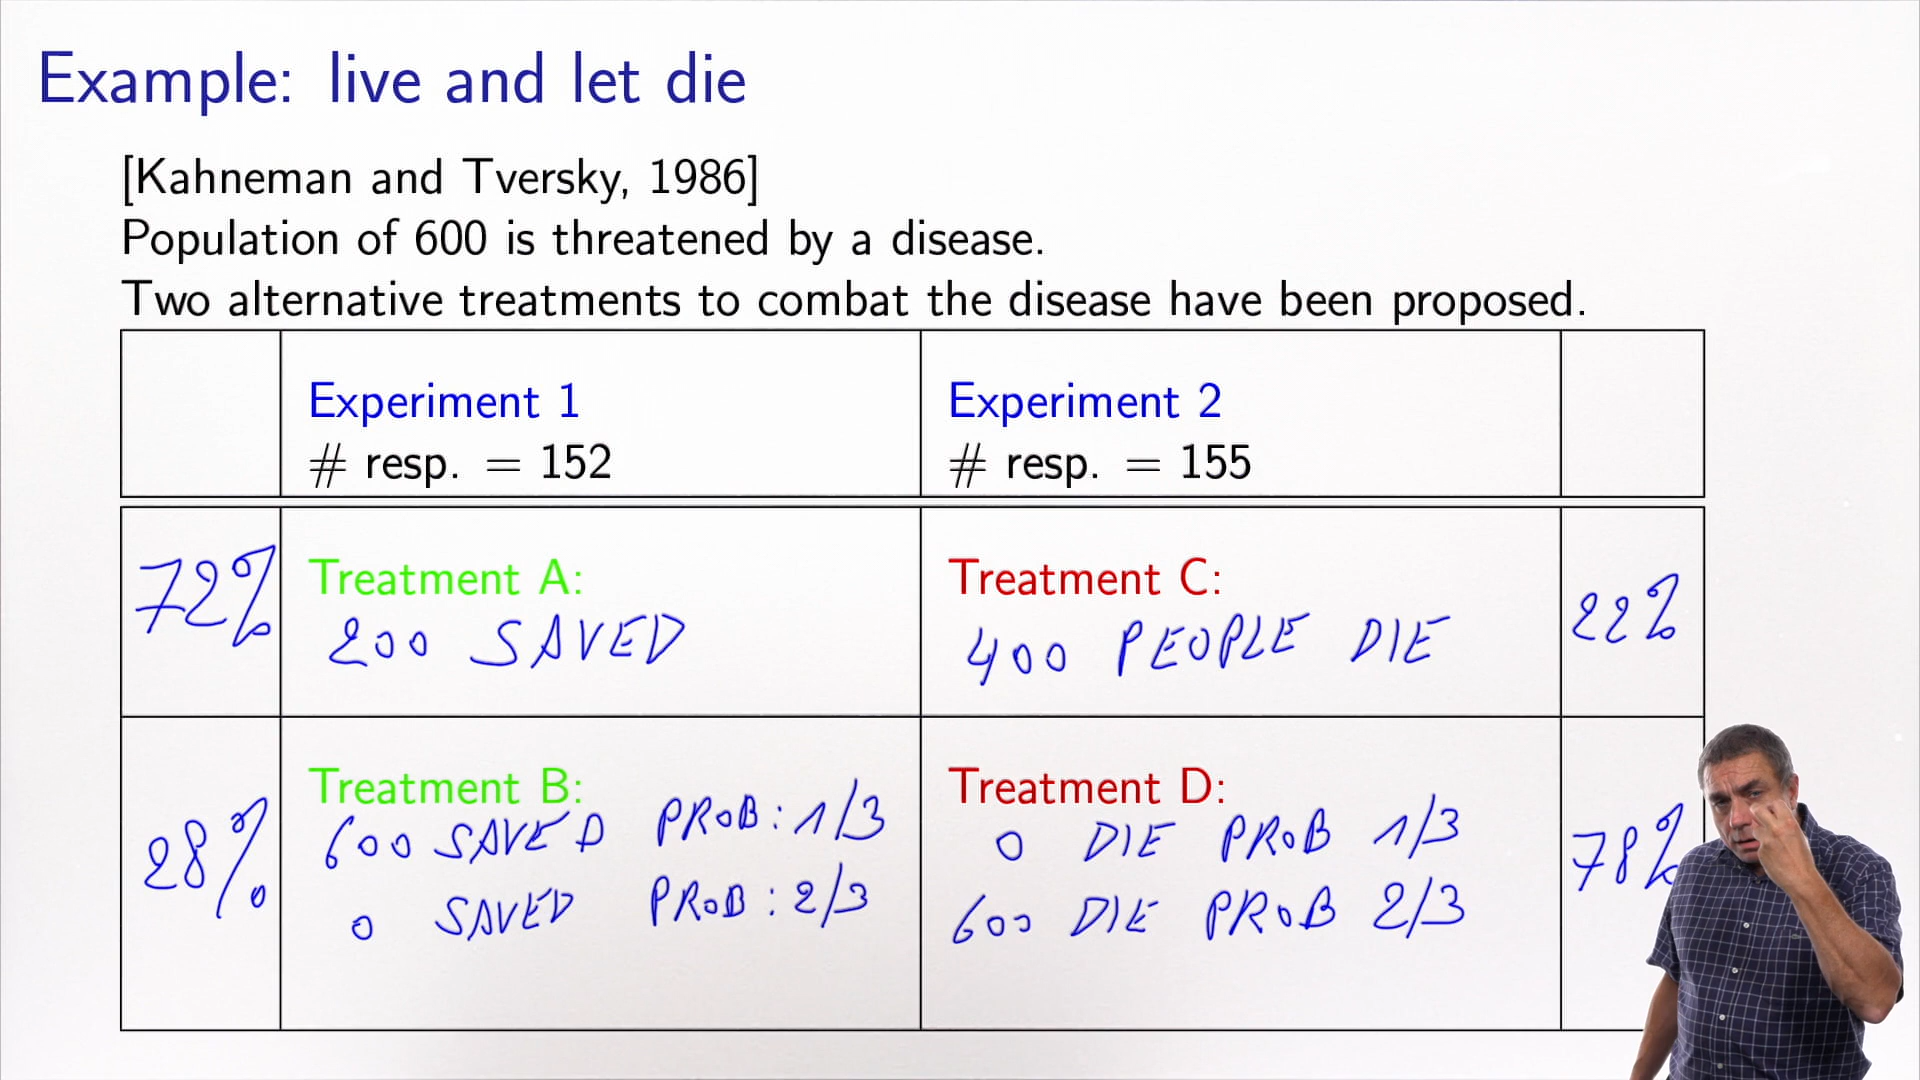 Example: live and let die
[Kahneman and Tversky, 1986]
Population of 600 is threatened by a disease.
Two alternative treatments to combat the disease have been proposed.
Experiment 1
# resp. = 152
Experiment 2
# resp. = 155
72%
Treatment A:
200 SAVED
Treatment C:
400 PEOPLE DIE
22%
28%
Treatment B:
600 SAVED PROB: 1/3
0 SAVED PROB: 2/3
Treatment D:
0 DIE PROB 1/3
600 DIE PROB 2/3
78%